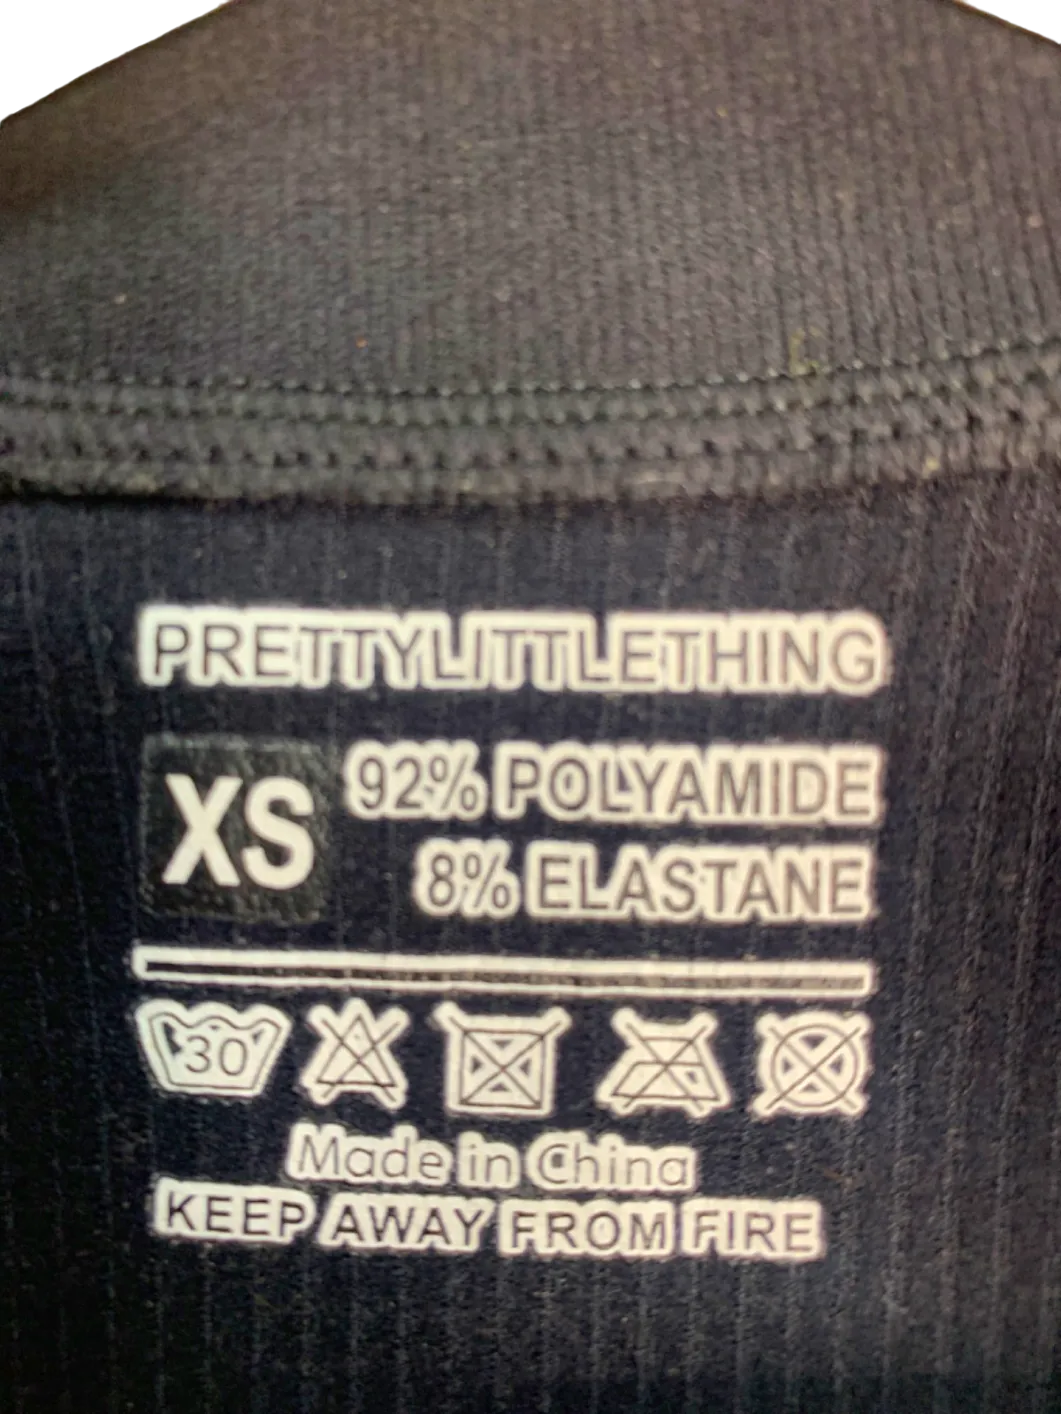 PRETTYLITTLETHING
XS 92% POLYAMIDE
8% ELASTANE
30
Made in China
KEEP AWAY FROM FIRE